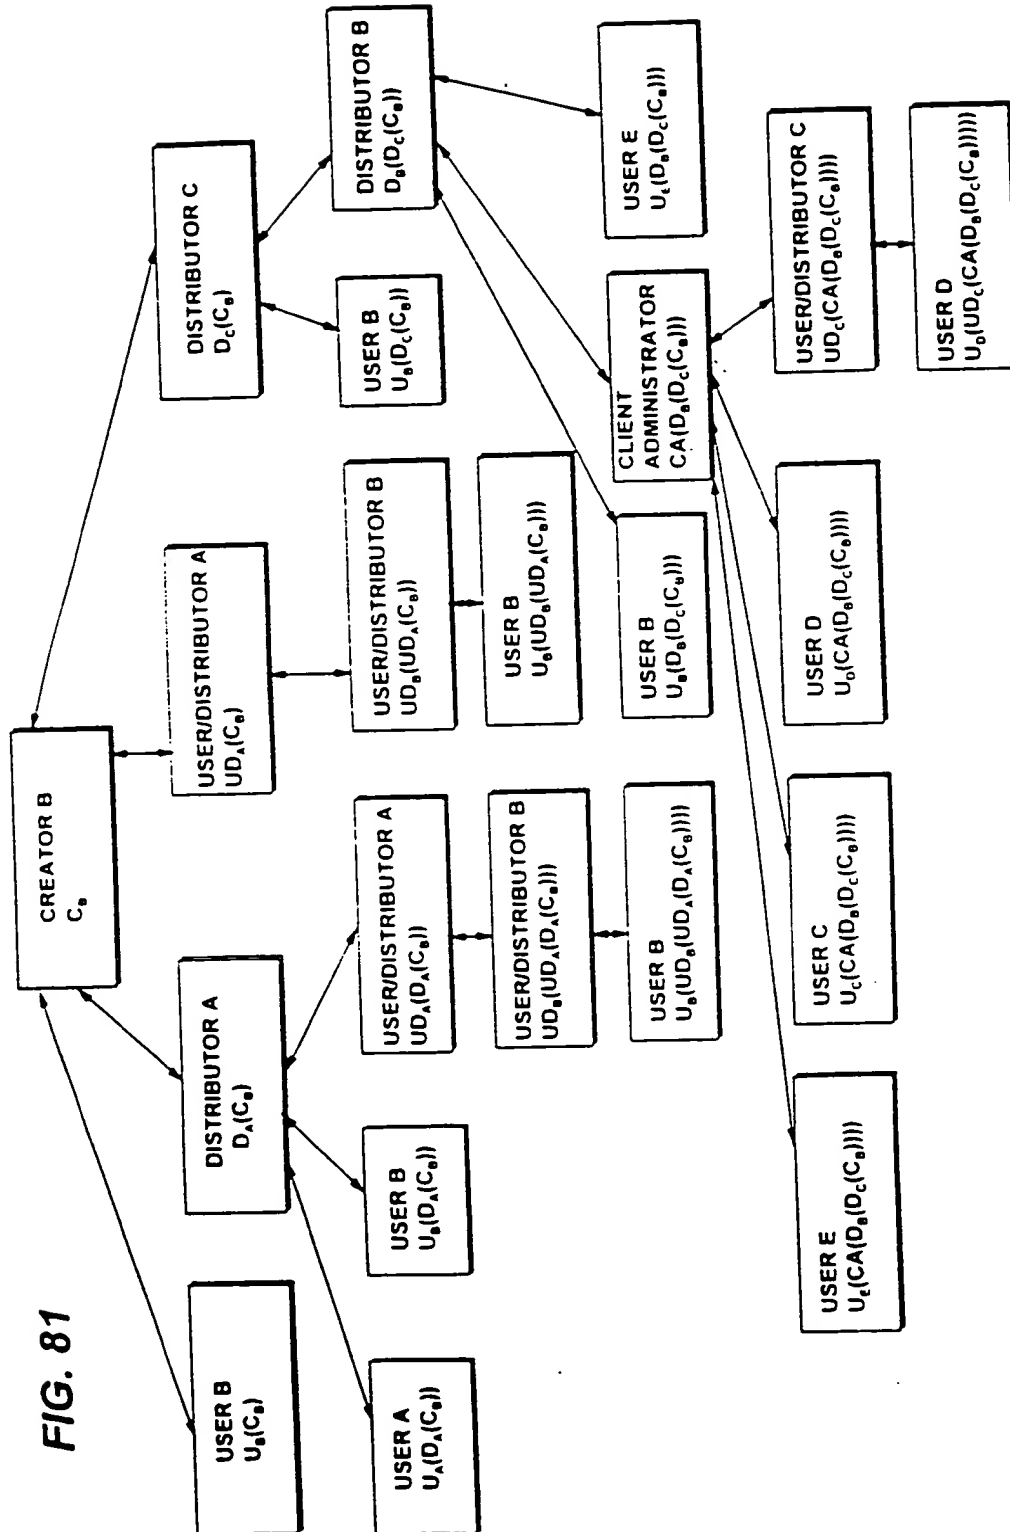 FIG. 81
CREATOR B
C_B
USER B
U_B(C_B)
DISTRIBUTOR A
D_A(C_B)
USER/DISTRIBUTOR A
UD_A(C_B)
DISTRIBUTOR C
D_C(C_B)
USER A
U_A(D_A(C_B))
USER B
U_B(D_A(C_B))
USER/DISTRIBUTOR A
UD_A(D_A(C_B))
USER/DISTRIBUTOR B
UD_B(UD_A(C_B))
USER B
U_B(D_C(C_B))
DISTRIBUTOR B
D_B(D_C(C_B))
USER/DISTRIBUTOR B
UD_B(UD_A(D_A(C_B)))
USER B
U_B(UD_B(UD_A(C_B)))
USER B
U_B(UD_B(UD_A(D_A(C_B))))
USER B
U_B(D_B(D_C(C_B)))
CLIENT
ADMINISTRATOR
CA(D_B(D_C(C_B))))
USER E
U_E(D_B(D_C(C_B)))
USER E
U_E(CA(D_B(D_C(C_B))))
USER C
U_C(CA(D_B(D_C(C_B))))
USER D
U_D(CA(D_B(D_C(C_B))))
USER/DISTRIBUTOR C
UD_C(CA(D_B(D_C(C_B))))
USER D
U_D(UD_C(CA(D_B(D_C(C_B)))))